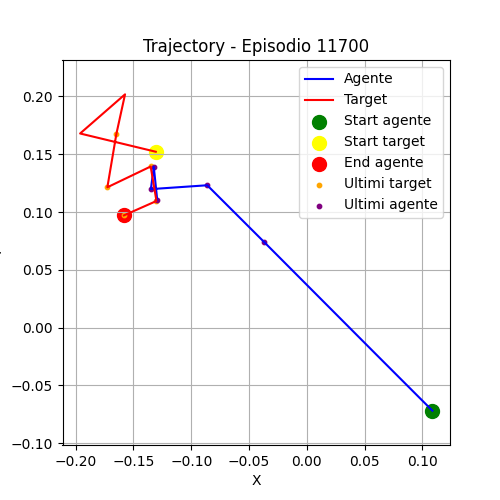 Trajectory - Episodio 11700
Agente
Target
Start agente
Start target
End agente
Ultimi target
Ultimi agente
0.20
0.15
0.10
0.05
0.00
−0.05
−0.10
−0.20
−0.15
−0.10
−0.05
0.00
0.05
0.10
X